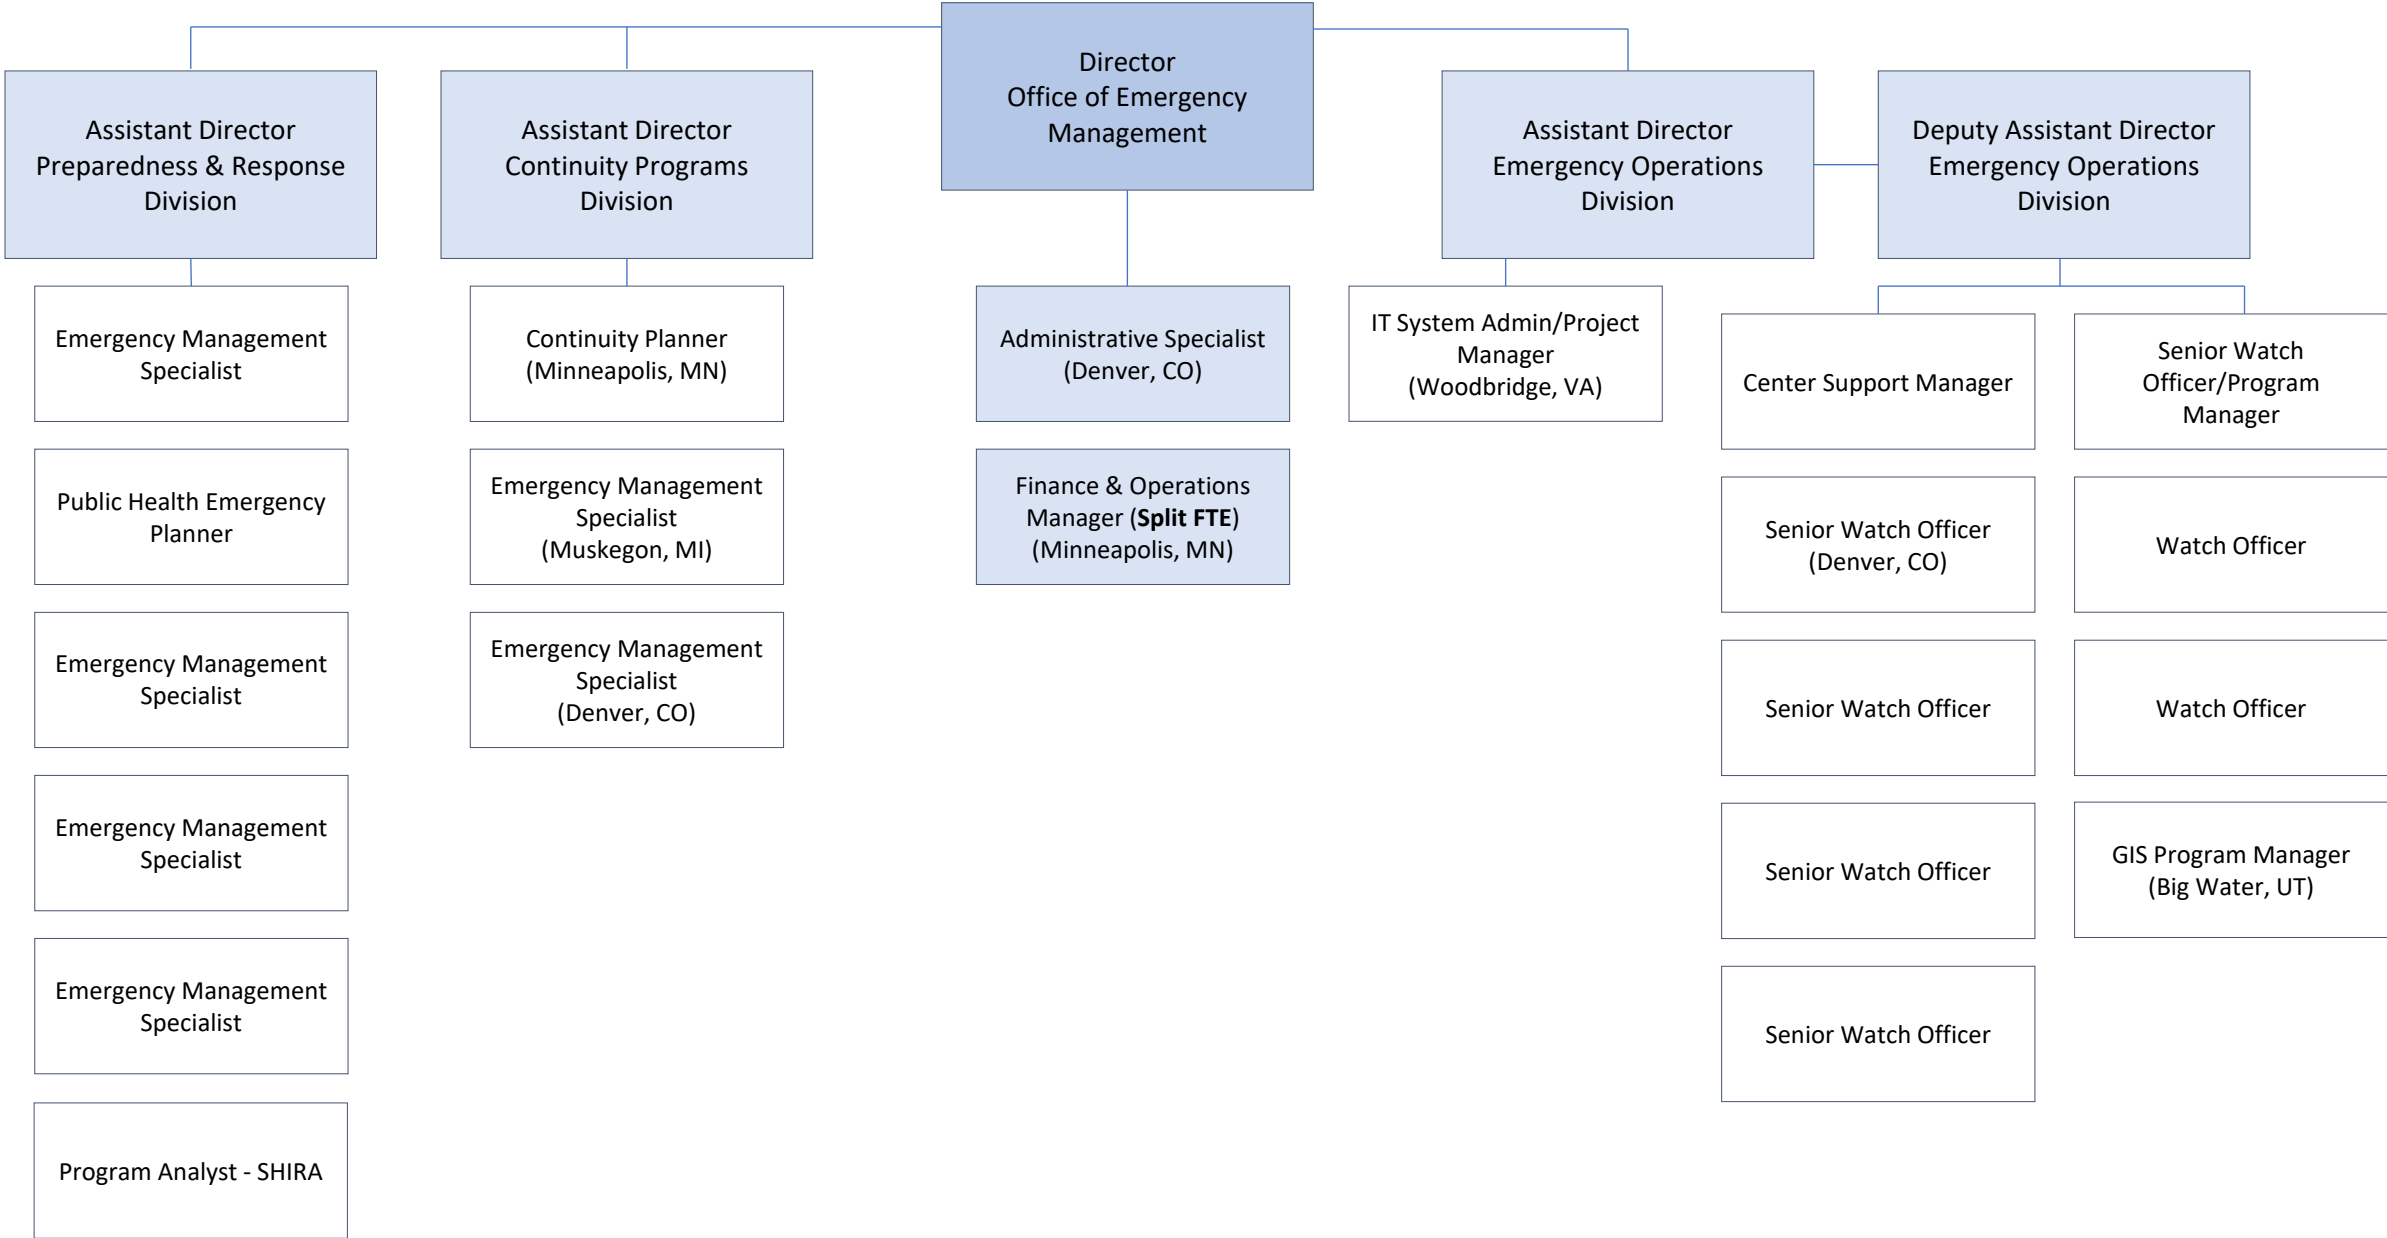 Director
Office of Emergency
Management
Assistant Director
Preparedness & Response
Division
Assistant Director
Continuity Programs
Division
Assistant Director
Emergency Operations
Division
Deputy Assistant Director
Emergency Operations
Division
Emergency Management
Specialist
Public Health Emergency
Planner
Emergency Management
Specialist
Emergency Management
Specialist
Emergency Management
Specialist
Program Analyst - SHIRA
Continuity Planner
(Minneapolis, MN)
Emergency Management
Specialist
(Muskegon, MI)
Emergency Management
Specialist
(Denver, CO)
Administrative Specialist
(Denver, CO)
Finance & Operations
Manager (Split FTE)
(Minneapolis, MN)
IT System Admin/Project
Manager
(Woodbridge, VA)
Center Support Manager
Senior Watch Officer
(Denver, CO)
Senior Watch Officer
Senior Watch Officer
Senior Watch Officer
Senior Watch
Officer/Program
Manager
Watch Officer
Watch Officer
GIS Program Manager
(Big Water, UT)